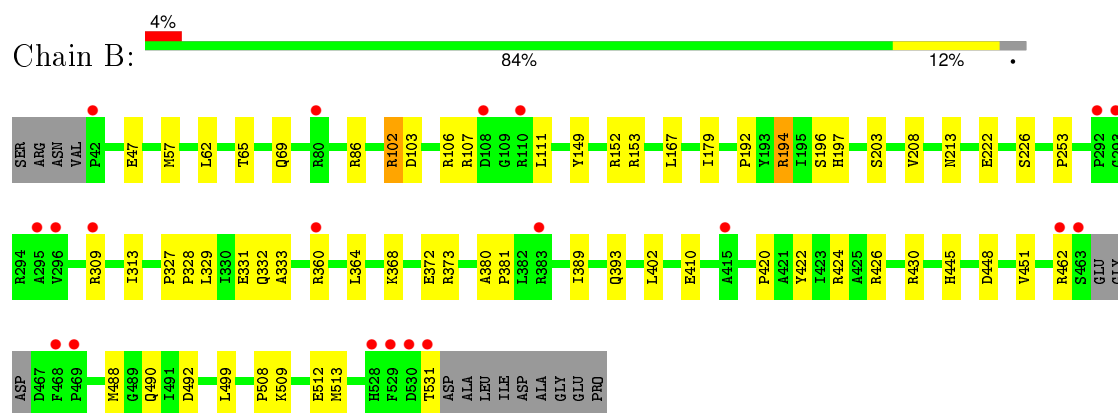 4%
Chain B:
84% 12%
SER ARG ASN VAL P42 E47 M57 L62 T65 Q69 R80 R86 R102 D103 R106 R107 D108 G109 R110 L111 Y149 R152 R153 L167 I179 P192 Y193 R194 I195 S196 H197 S203 V208 N213 E222 S226 P253 P292
R294 A295 V296 R309 I313 P327 P328 L329 I330 E331 Q332 A333 R360 L364 K368 E372 R373 A380 P381 L382 R383 I389 Q393 L402 E410 A415 P420 A421 Y422 I423 R424 A425 R426 R430 H445 D448 V451 R462 S463 GLU
ASP D467 F468 P469 M488 G489 Q490 I491 D492 L499 P508 K509 E512 M513 H528 F529 D530 T531 ASP ALA LEU ILE ASP ALA GLY GLU PRO